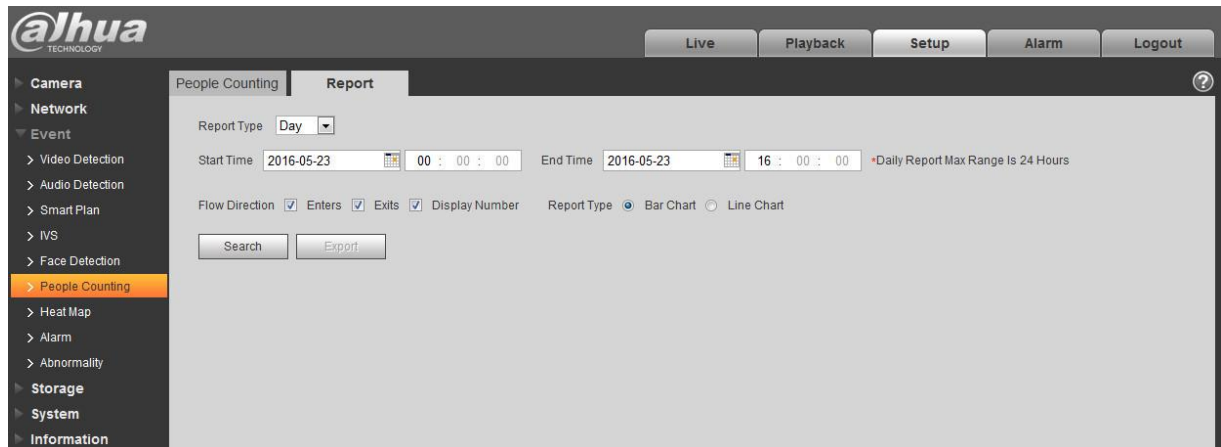 alhua
TECHNOLOGY
Live Playback Setup Alarm Logout
Camera
Network
Event
> Video Detection
> Audio Detection
> Smart Plan
> IVS
> Face Detection
> People Counting
> Heat Map
> Alarm
> Abnormality
Storage
System
Information
People Counting Report ?
Report Type Day
Start Time 2016-05-23 00 : 00 : 00 End Time 2016-05-23 16 : 00 : 00 *Daily Report Max Range Is 24 Hours
Flow Direction Enters Exits Display Number Report Type Bar Chart Line Chart
Search Export